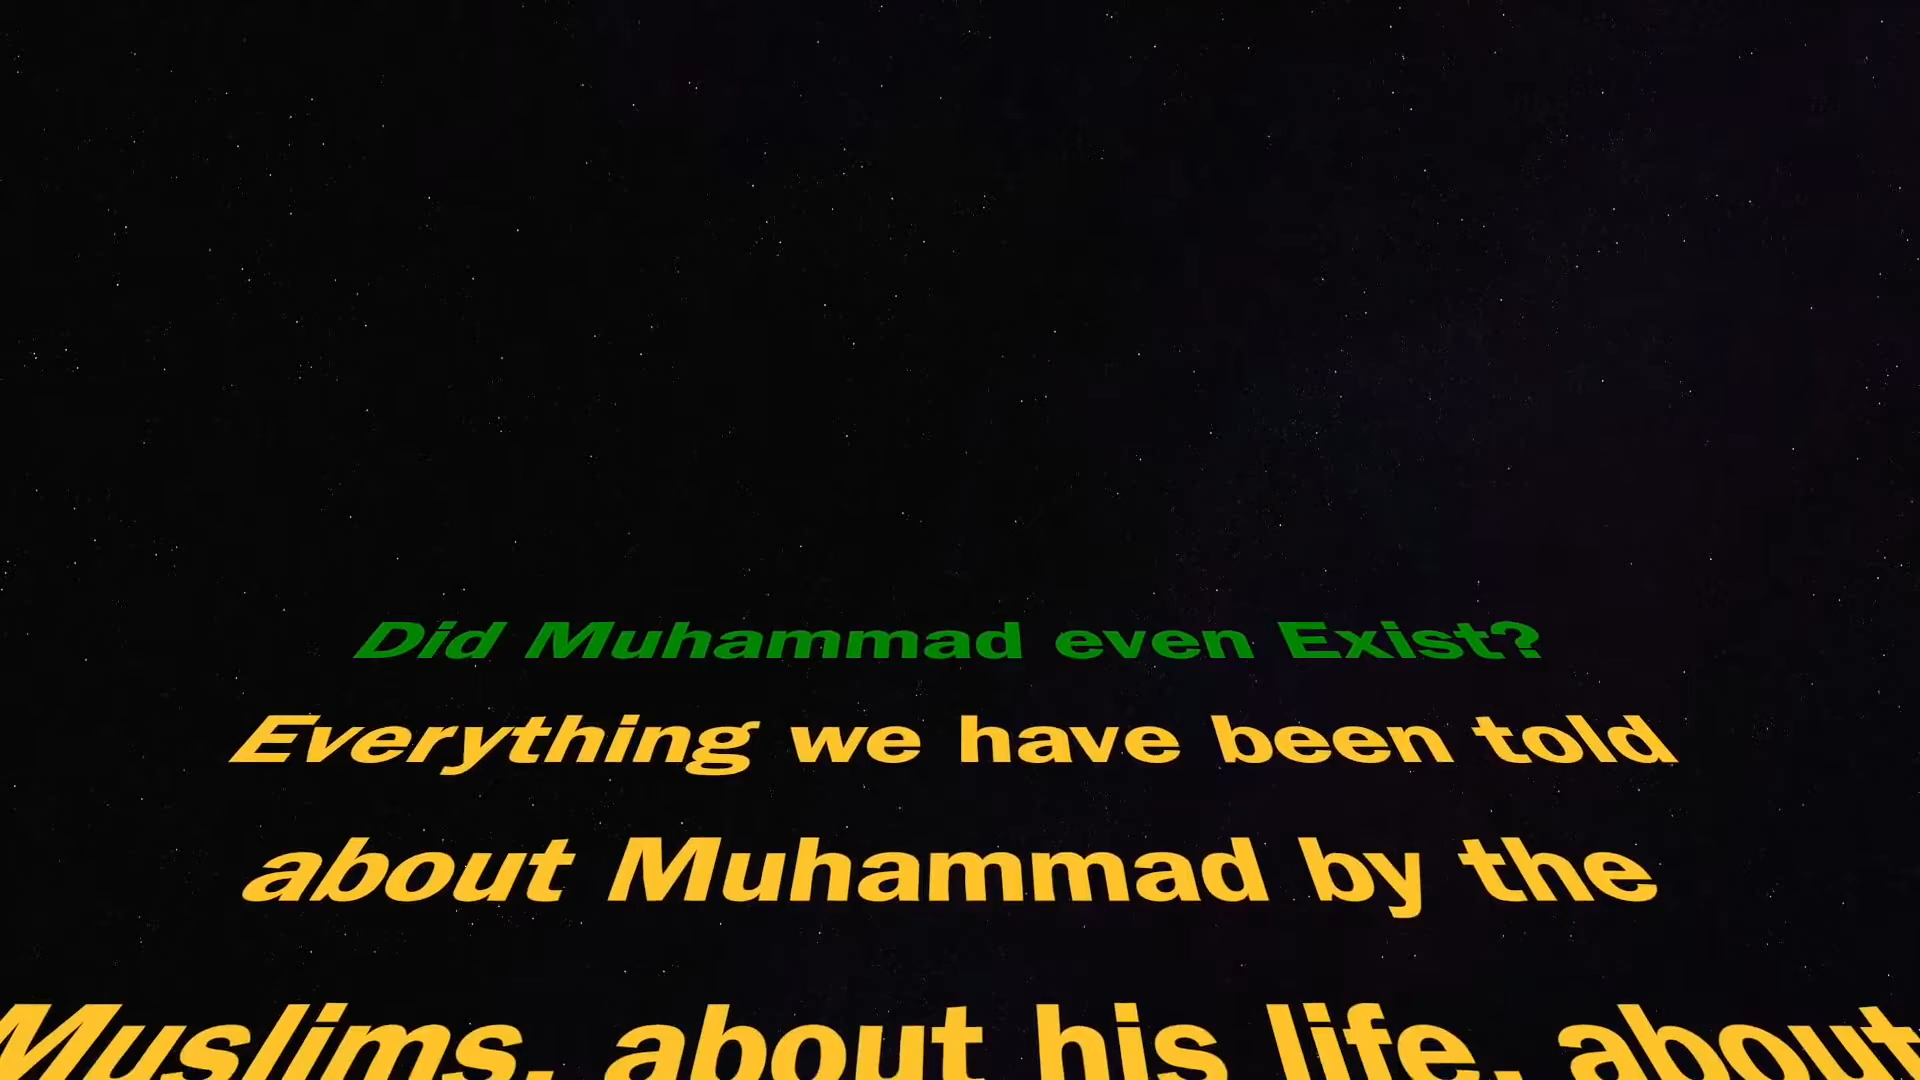 Did Muhammad even Exist?
Everything we have been told
about Muhammad by the
Muslims, about his life, about